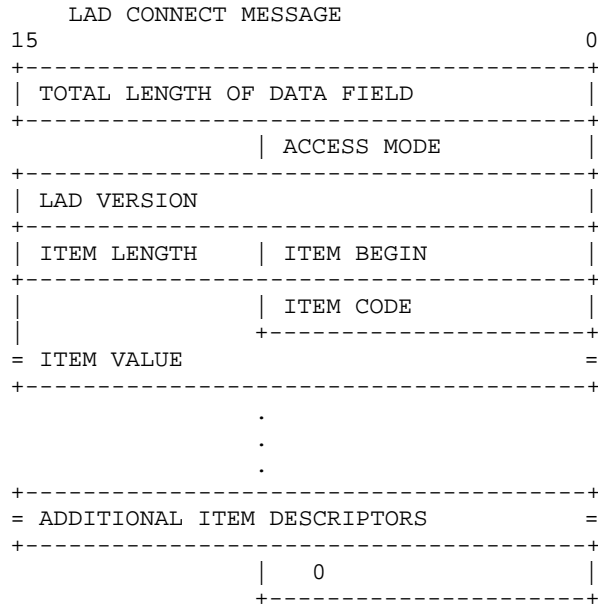 LAD CONNECT MESSAGE
15 0
TOTAL LENGTH OF DATA FIELD
ACCESS MODE
LAD VERSION
ITEM LENGTH | ITEM BEGIN
ITEM CODE
= ITEM VALUE =
.
.
.
= ADDITIONAL ITEM DESCRIPTORS =
0